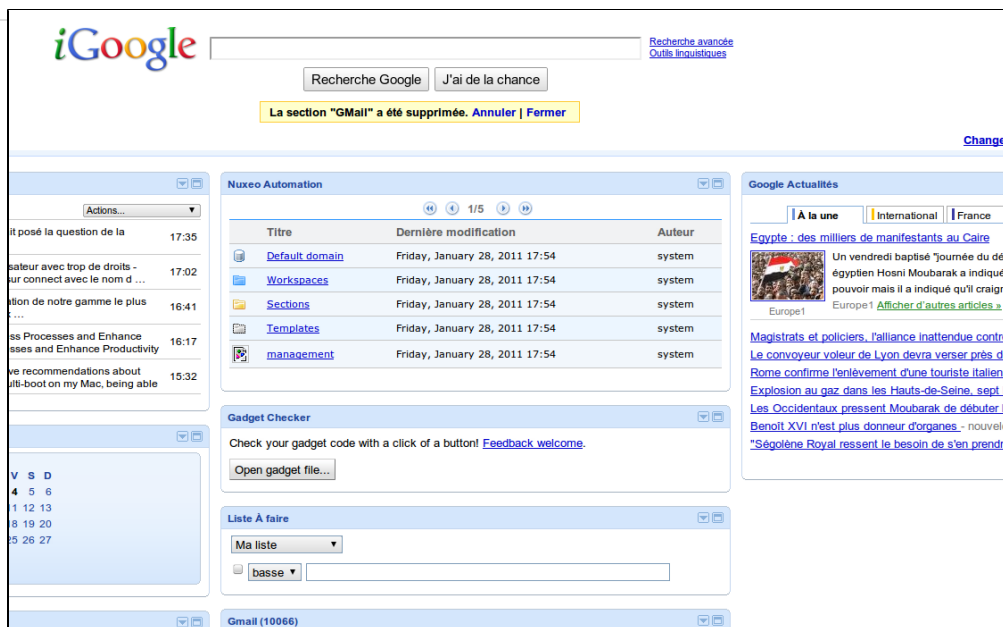 iGoogle
Recherche avancée
Outils linguistiques
Recherche Google
J'ai de la chance
La section "GMail" a été supprimée. Annuler | Fermer
Change
Actions...
it posé la question de la
17:35
sateur avec trop de droits -
sur connect avec le nom d ...
17:02
ation de notre gamme le plus
...
16:41
ss Processes and Enhance
sses and Enhance Productivity
16:17
ve recommendations about
ulti-boot on my Mac, being able
15:32
V S D
4 5 6
11 12 13
18 19 20
25 26 27
Nuxeo Automation
1/5
Titre Dernière modification Auteur
Default domain Friday, January 28, 2011 17:54 system
Workspaces Friday, January 28, 2011 17:54 system
Sections Friday, January 28, 2011 17:54 system
Templates Friday, January 28, 2011 17:54 system
management Friday, January 28, 2011 17:54 system
Gadget Checker
Check your gadget code with a click of a button! Feedback welcome.
Open gadget file...
Liste À faire
Ma liste
basse
Gmail (10066)
Google Actualités
À la une International France
Egypte : des milliers de manifestants au Caire
Un vendredi baptisé "journée du dé
égyptien Hosni Moubarak a indiqué
pouvoir mais il a indiqué qu'il craign
Europe1
Europe1 Afficher d'autres articles »
Magistrats et policiers, l'alliance inattendue contr
Le convoyeur voleur de Lyon devra verser près d
Rome confirme l'enlèvement d'une touriste italien
Explosion au gaz dans les Hauts-de-Seine, sept
Les Occidentaux pressent Moubarak de débuter
Benoît XVI n'est plus donneur d'organes - nouvel
"Ségolène Royal ressent le besoin de s'en prendr